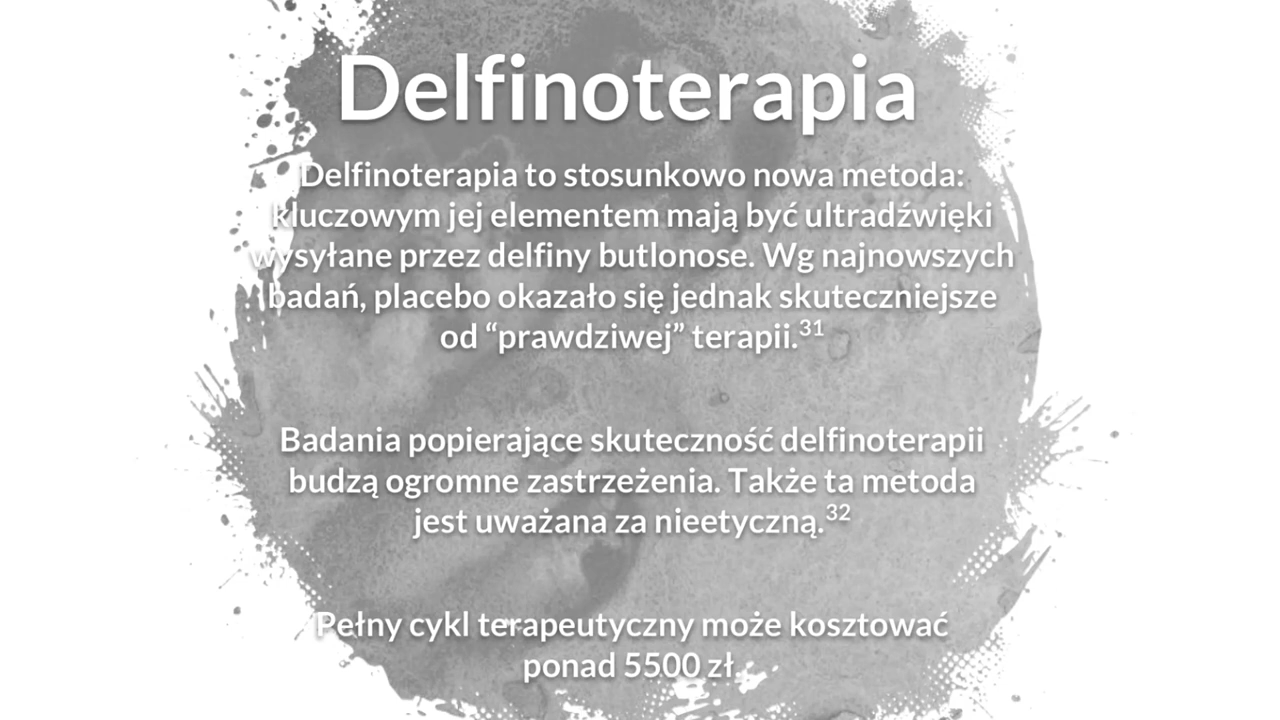 Delfinoterapia
Delfinoterapia to stosunkowo nowa metoda:
kluczowym jej elementem mają być ultradźwięki
wysyłane przez delfiny butlonose. Wg najnowszych
badań, placebo okazało się jednak skuteczniejsze
od “prawdziwej” terapii.³¹
Badania popierające skuteczność delfinoterapii
budzą ogromne zastrzeżenia. Także ta metoda
jest uważana za nieetyczną.³²
Pełny cykl terapeutyczny może kosztować
ponad 5500 zł.